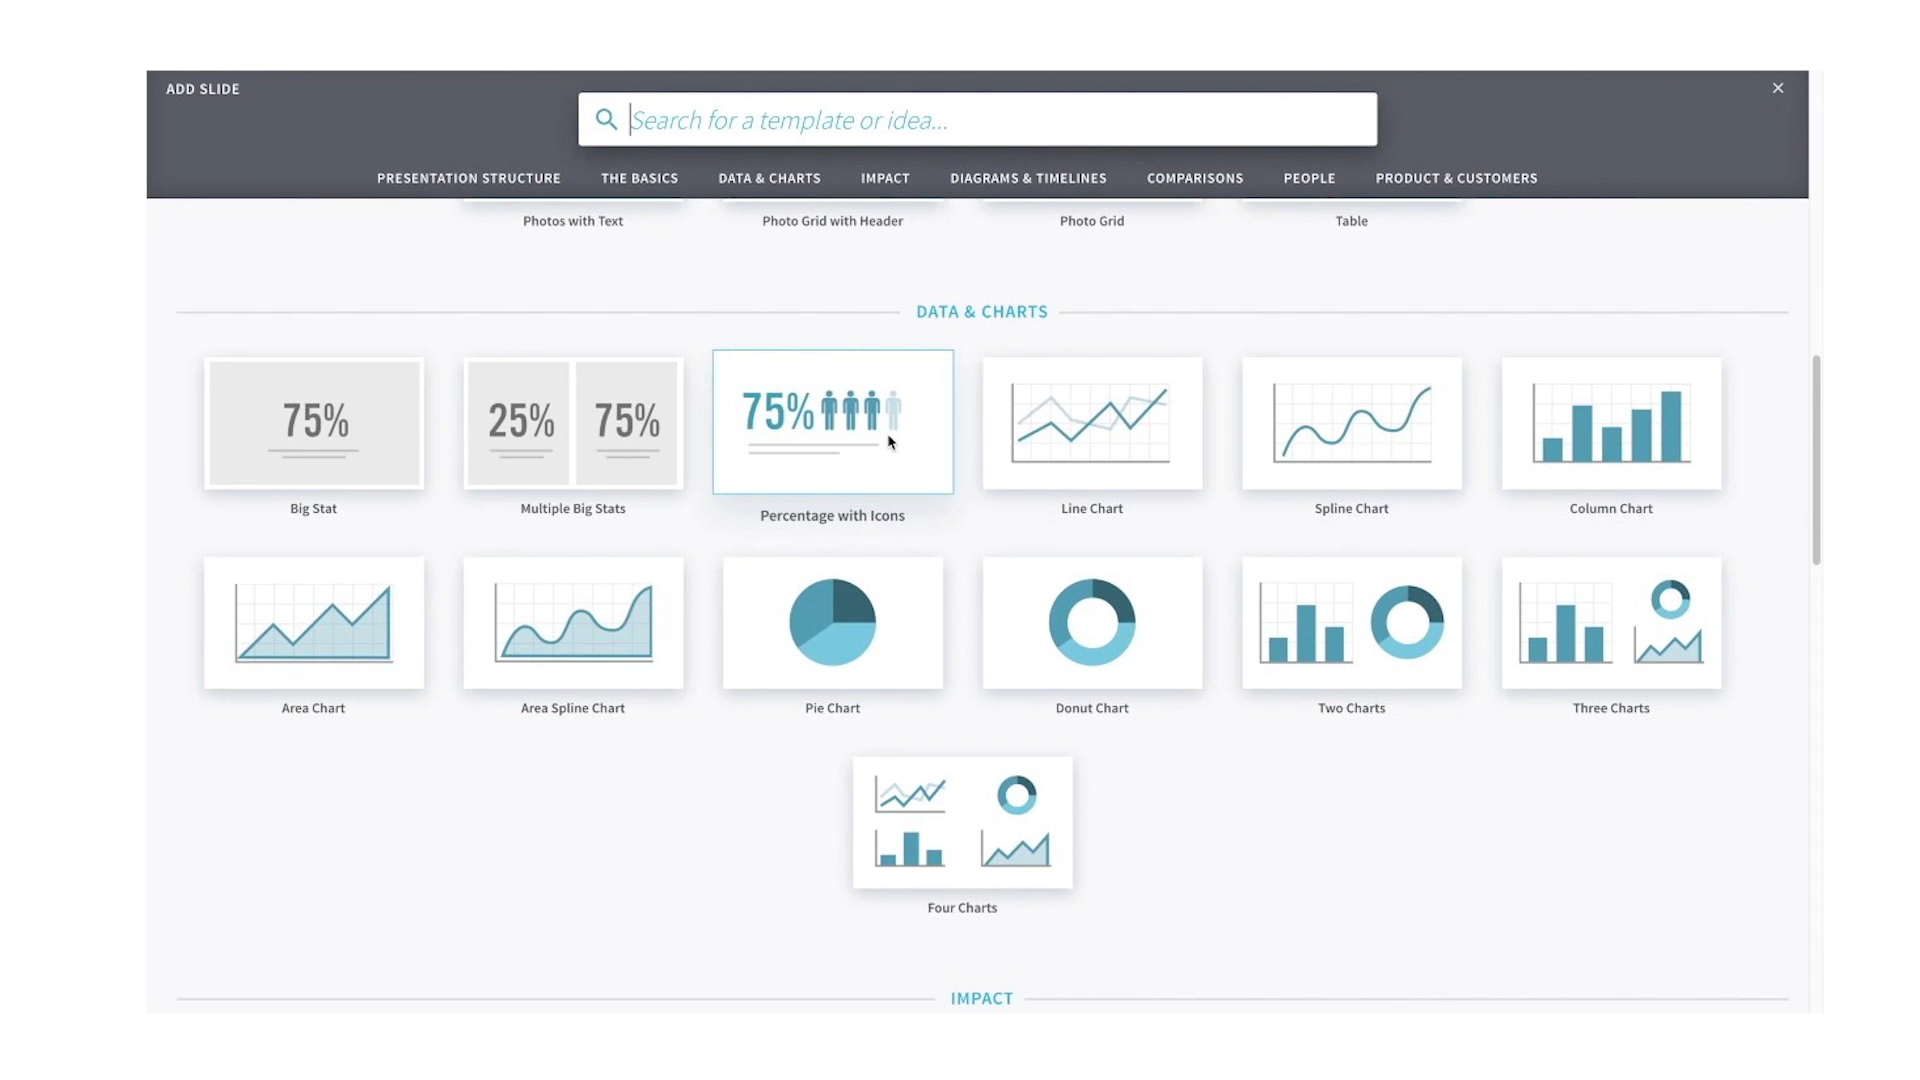 ADD SLIDE
Search for a template or idea...
PRESENTATION STRUCTURE THE BASICS DATA & CHARTS IMPACT DIAGRAMS & TIMELINES COMPARISONS PEOPLE PRODUCT & CUSTOMERS
Photos with Text Photo Grid with Header Photo Grid Table
DATA & CHARTS
75% 25% 75% 75%
Big Stat Multiple Big Stats Percentage with Icons Line Chart Spline Chart Column Chart
Area Chart Area Spline Chart Pie Chart Donut Chart Two Charts Three Charts
Four Charts
IMPACT